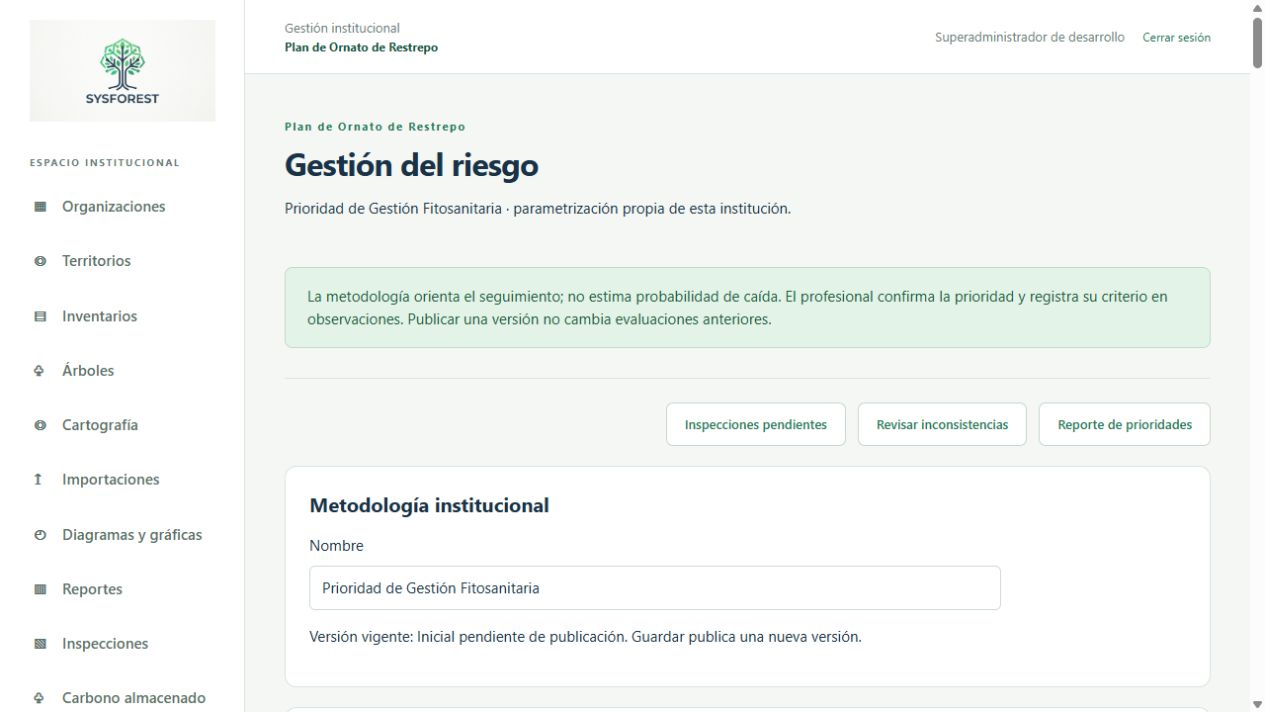 SYSFOREST
ESPACIO INSTITUCIONAL
Organizaciones
Territorios
Inventarios
Árboles
Cartografía
Importaciones
Diagramas y gráficas
Reportes
Inspecciones
Carbono almacenado
Gestión institucional
Plan de Ornato de Restrepo
Superadministrador de desarrollo
Cerrar sesión
Plan de Ornato de Restrepo
Gestión del riesgo
Prioridad de Gestión Fitosanitaria · parametrización propia de esta institución.
La metodología orienta el seguimiento; no estima probabilidad de caída. El profesional confirma la prioridad y registra su criterio en
observaciones. Publicar una versión no cambia evaluaciones anteriores.
Inspecciones pendientes
Revisar inconsistencias
Reporte de prioridades
Metodología institucional
Nombre
Prioridad de Gestión Fitosanitaria
Versión vigente: Inicial pendiente de publicación. Guardar publica una nueva versión.